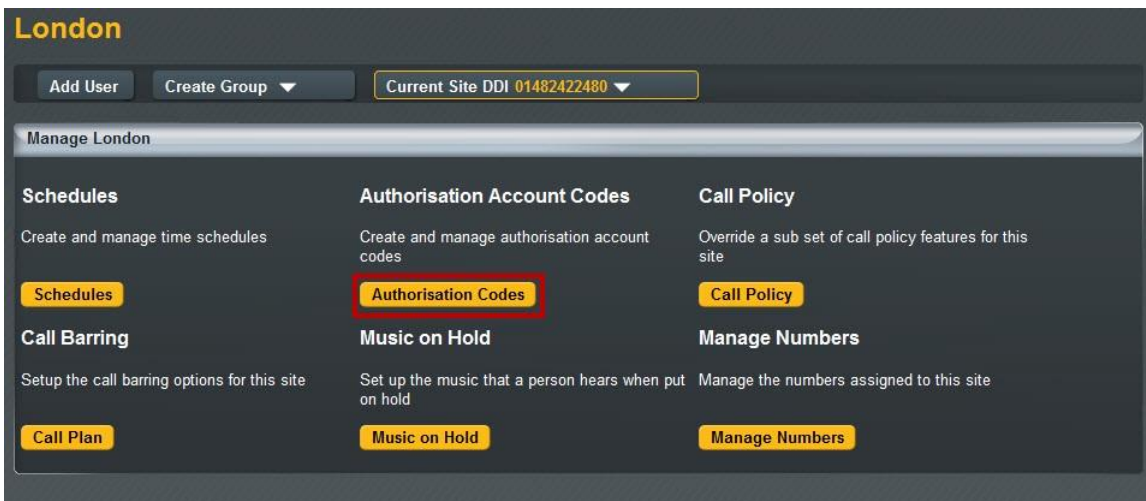 London
Add User
Create Group
Current Site DDI 01482422480
Manage London
Schedules
Create and manage time schedules
Schedules
Authorisation Account Codes
Create and manage authorisation account
codes
Authorisation Codes
Call Policy
Override a sub set of call policy features for this
site
Call Policy
Call Barring
Setup the call barring options for this site
Call Plan
Music on Hold
Set up the music that a person hears when put
on hold
Music on Hold
Manage Numbers
Manage the numbers assigned to this site
Manage Numbers